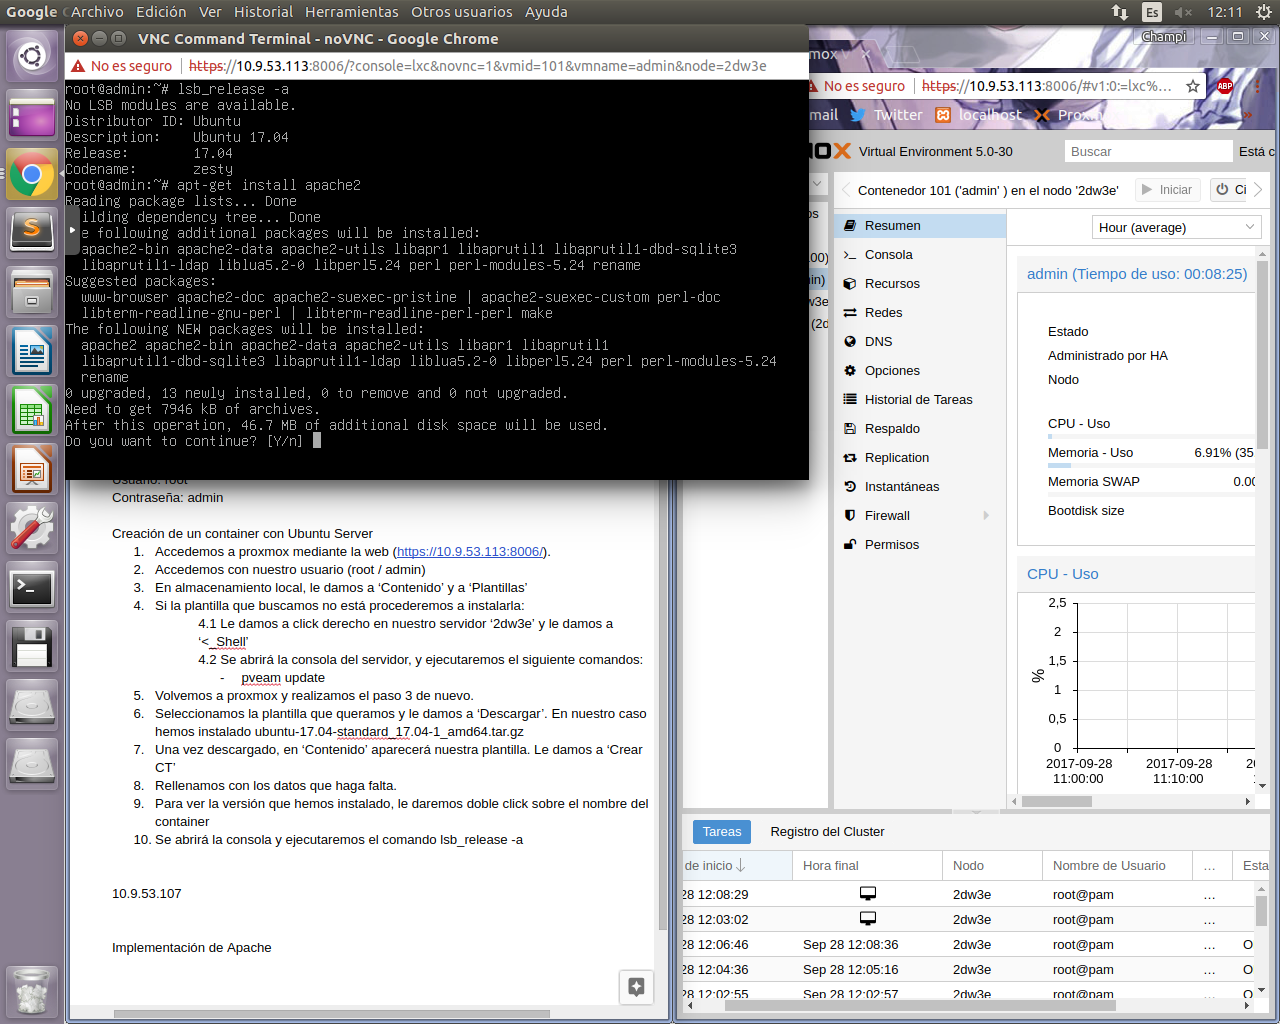 Google C Archivo Edición Ver Historial Herramientas Otros usuarios Ayuda
Es 12:11
VNC Command Terminal - noVNC - Google Chrome
Champi
No es seguro https://10.9.53.113:8006/?console=lxc&novnc=1&vmid=101&vmname=admin&node=2dw3e
mox v
No es seguro https://10.9.53.113:8006/#v1:0:=lxc%... ABP
mail Twitter localhost Proxm »
root@admin:~# lsb_release -a
No LSB modules are available.
Distributor ID: Ubuntu
Description: Ubuntu 17.04
Release: 17.04
Codename: zesty
root@admin:~# apt-get install apache2
Reading package lists... Done
ilding dependency tree... Done
e following additional packages will be installed:
apache2-bin apache2-data apache2-utils libapr1 libaprutil1 libaprutil1-dbd-sqlite3
libaprutil1-ldap liblua5.2-0 libperl5.24 perl perl-modules-5.24 rename
Suggested packages:
www-browser apache2-doc apache2-suexec-pristine | apache2-suexec-custom perl-doc
libterm-readline-gnu-perl | libterm-readline-perl-perl make
The following NEW packages will be installed:
apache2 apache2-bin apache2-data apache2-utils libapr1 libaprutil1
libaprutil1-dbd-sqlite3 libaprutil1-ldap liblua5.2-0 libperl5.24 perl perl-modules-5.24
rename
0 upgraded, 13 newly installed, 0 to remove and 0 not upgraded.
Need to get 7946 kB of archives.
After this operation, 46.7 MB of additional disk space will be used.
Do you want to continue? [Y/n]
Usuario: root
Contraseña: admin
Creación de un container con Ubuntu Server
1. Accedemos a proxmox mediante la web (https://10.9.53.113:8006/).
2. Accedemos con nuestro usuario (root / admin)
3. En almacenamiento local, le damos a ‘Contenido’ y a ‘Plantillas’
4. Si la plantilla que buscamos no está procederemos a instalarla:
4.1 Le damos a click derecho en nuestro servidor ‘2dw3e’ y le damos a
‘<_Shell’
4.2 Se abrirá la consola del servidor, y ejecutaremos el siguiente comandos:
- pveam update
5. Volvemos a proxmox y realizamos el paso 3 de nuevo.
6. Seleccionamos la plantilla que queramos y le damos a ‘Descargar’. En nuestro caso
hemos instalado ubuntu-17.04-standard_17.04-1_amd64.tar.gz
7. Una vez descargado, en ‘Contenido’ aparecerá nuestra plantilla. Le damos a ‘Crear
CT’
8. Rellenamos con los datos que haga falta.
9. Para ver la versión que hemos instalado, le daremos doble click sobre el nombre del
container
10. Se abrirá la consola y ejecutaremos el comando lsb_release -a
10.9.53.107
Implementación de Apache
OX Virtual Environment 5.0-30 Buscar Está c
Contenedor 101 ('admin' ) en el nodo '2dw3e' Iniciar Ci
os
00)
in)
w3e
(2d
Resumen
Consola
Recursos
Redes
DNS
Opciones
Historial de Tareas
Respaldo
Replication
Instantáneas
Firewall
Permisos
Hour (average)
admin (Tiempo de uso: 00:08:25)
Estado
Administrado por HA
Nodo
CPU - Uso
Memoria - Uso 6.91% (35
Memoria SWAP 0.00
Bootdisk size
CPU - Uso
%
2,5
2
1,5
1
0,5
0
2017-09-28 2017-09-28 20
11:00:00 11:10:00 1
Tareas Registro del Cluster
de inicio Hora final Nodo Nombre de Usuario ... Esta
28 12:08:29 2dw3e root@pam ...
28 12:03:02 2dw3e root@pam ...
28 12:06:46 Sep 28 12:08:36 2dw3e root@pam ... O
28 12:04:36 Sep 28 12:05:16 2dw3e root@pam ... O
28 12:02:55 Sep 28 12:02:57 2dw3e root@pam ... O